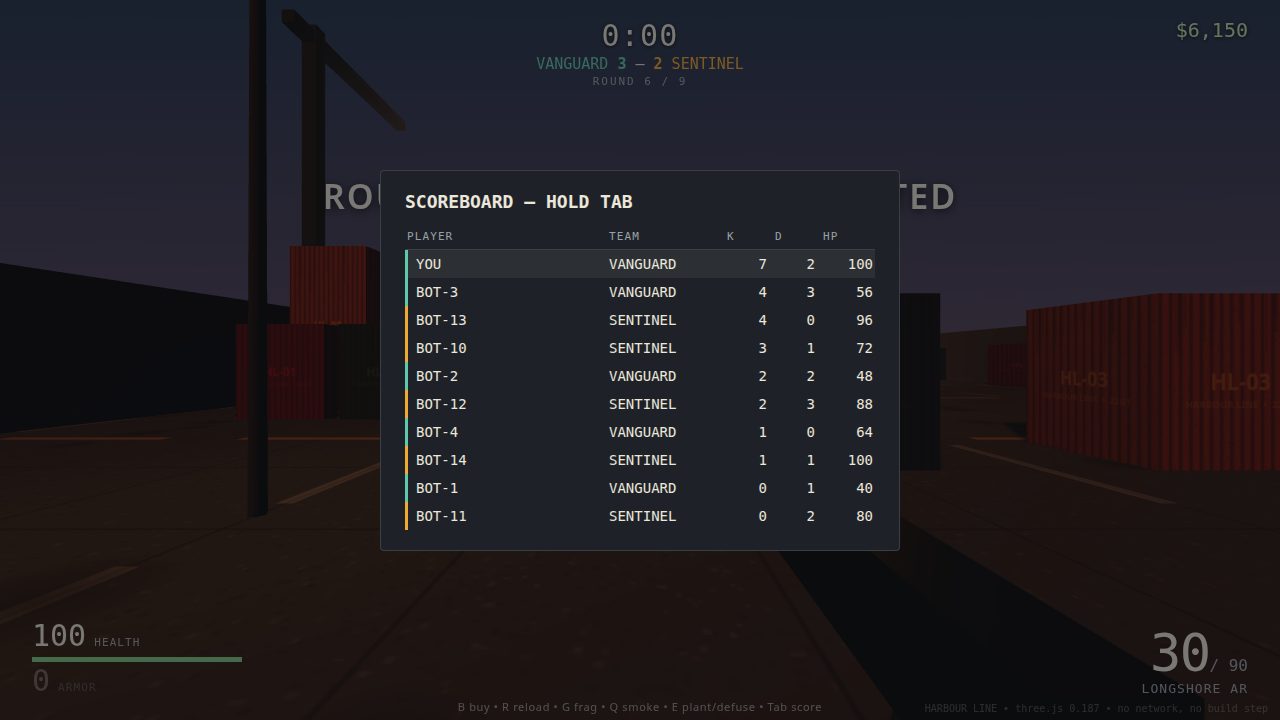 0:00
$6,150
VANGUARD 3 — 2 SENTINEL
ROUND 6 / 9
SCOREBOARD — HOLD TAB
PLAYER TEAM K D HP
YOU VANGUARD 7 2 100
BOT-3 VANGUARD 4 3 56
BOT-13 SENTINEL 4 0 96
BOT-10 SENTINEL 3 1 72
BOT-2 VANGUARD 2 2 48
BOT-12 SENTINEL 2 3 88
BOT-4 VANGUARD 1 0 64
BOT-14 SENTINEL 1 1 100
BOT-1 VANGUARD 0 1 40
BOT-11 SENTINEL 0 2 80
HL-01
HL-03
HL-03
100 HEALTH
0 ARMOR
30 / 90
LONGSHORE AR
B buy • R reload • G frag • Q smoke • E plant/defuse • Tab score
HARBOUR LINE • three.js 0.187 • no network, no build step